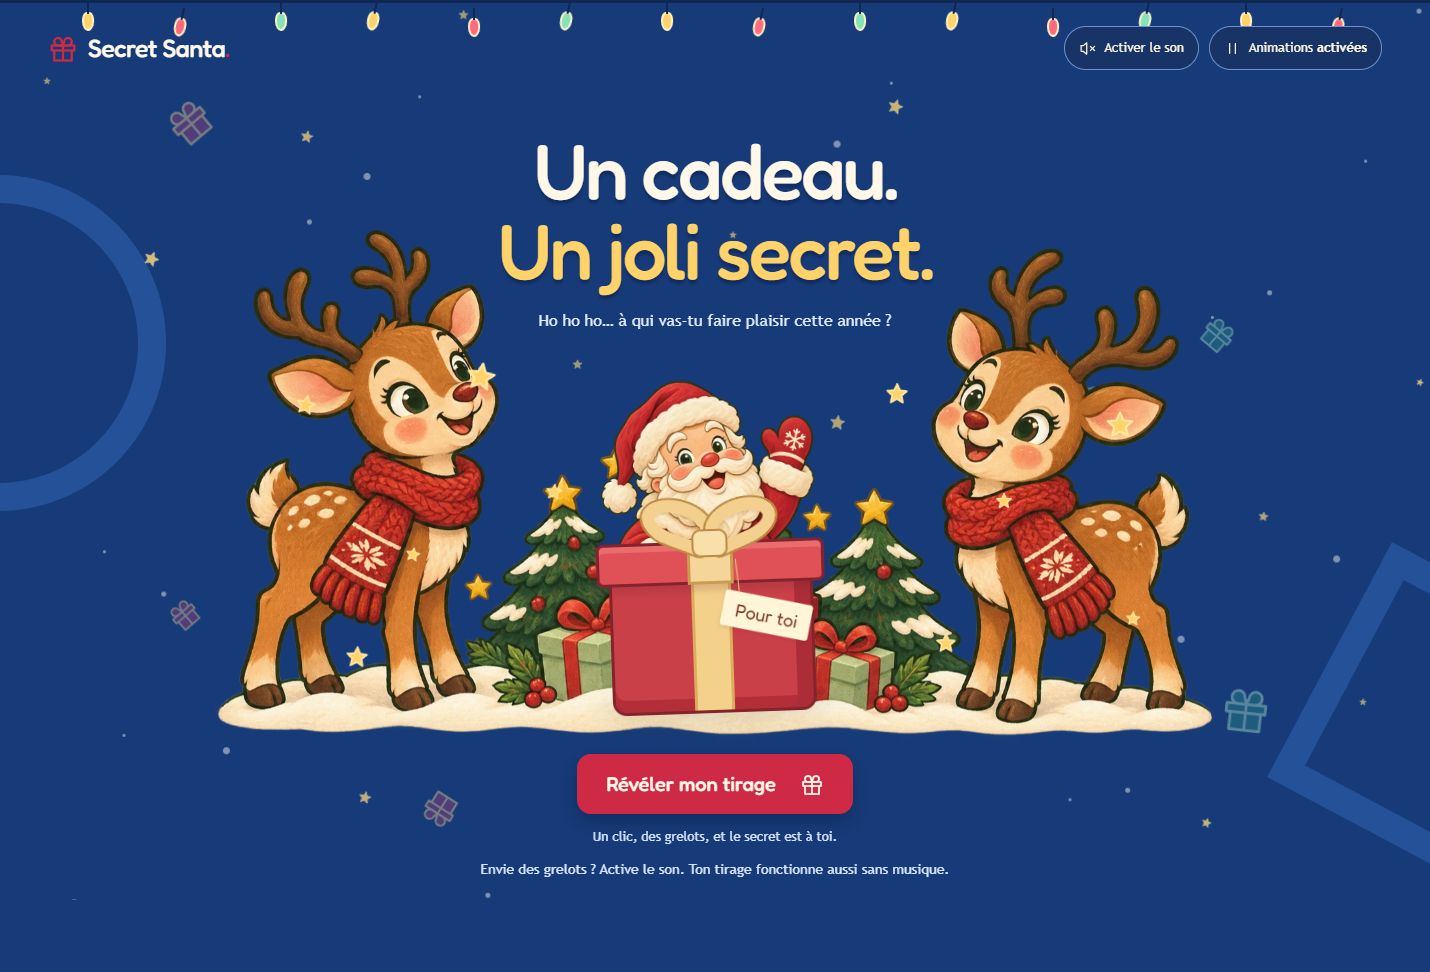 Secret Santa.
Activer le son
Animations activées
Un cadeau.
Un joli secret.
Ho ho ho... à qui vas-tu faire plaisir cette année ?
Pour toi
Révéler mon tirage
Un clic, des grelots, et le secret est à toi.
Envie des grelots ? Active le son. Ton tirage fonctionne aussi sans musique.